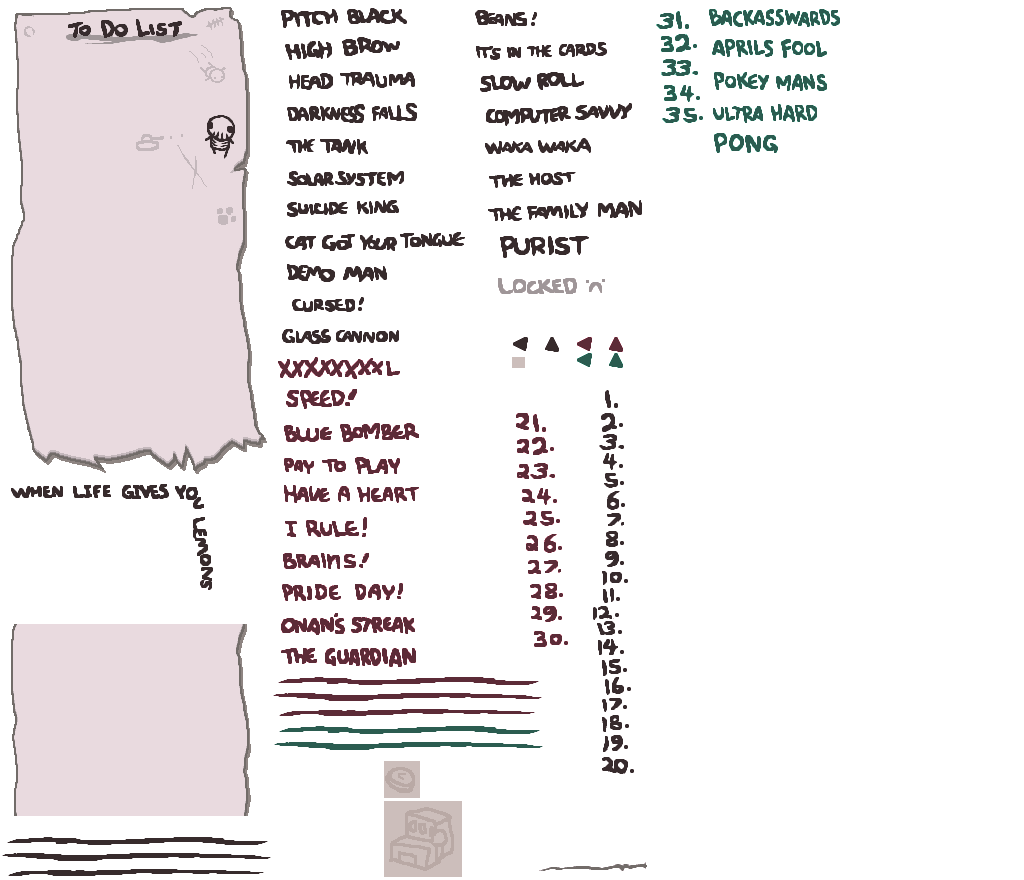 TO DO LIST
WHEN LIFE GIVES YOU LEMONS
PITCH BLACK
HIGH BROW
HEAD TRAUMA
DARKNESS FALLS
THE TANK
SOLAR SYSTEM
SUICIDE KING
CAT GOT YOUR TONGUE
DEMO MAN
CURSED!
GLASS CANNON
XXXXXXXXL
SPEED!
BLUE BOMBER
PAY TO PLAY
HAVE A HEART
I RULE!
BRAINS!
PRIDE DAY!
ONAN'S STREAK
THE GUARDIAN
BEANS!
IT'S IN THE CARDS
SLOW ROLL
COMPUTER SAVVY
WAKA WAKA
THE HOST
THE FAMILY MAN
PURIST
LOCKED "n"
21.
22.
23.
24.
25.
26.
27.
28.
29.
30.
1.
2.
3.
4.
5.
6.
7.
8.
9.
10.
11.
12.
13.
14.
15.
16.
17.
18.
19.
20.
31.
32.
33.
34.
35.
BACKASSWARDS
APRILS FOOL
POKEY MANS
ULTRA HARD
PONG